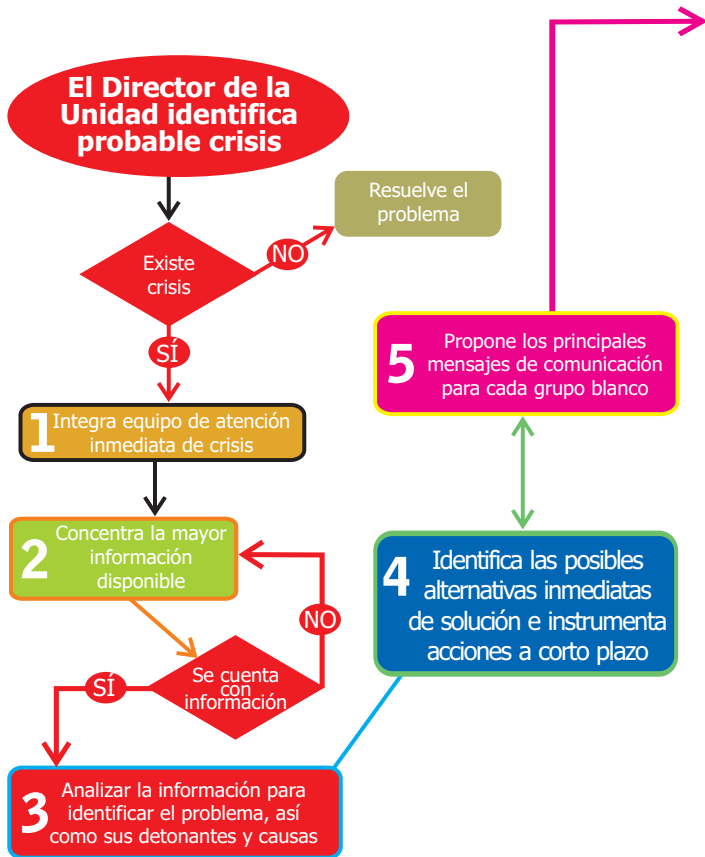 El Director de la
Unidad identifica
probable crisis
Resuelve el
problema
NO
Existe
crisis
SÍ
1
Integra equipo de atención
inmediata de crisis
2
Concentra la mayor
información
disponible
NO
Se cuenta
con
información
SÍ
3
Analizar la información para
identificar el problema, así
como sus detonantes y causas
4
Identifica las posibles
alternativas inmediatas
de solución e instrumenta
acciones a corto plazo
5
Propone los principales
mensajes de comunicación
para cada grupo blanco